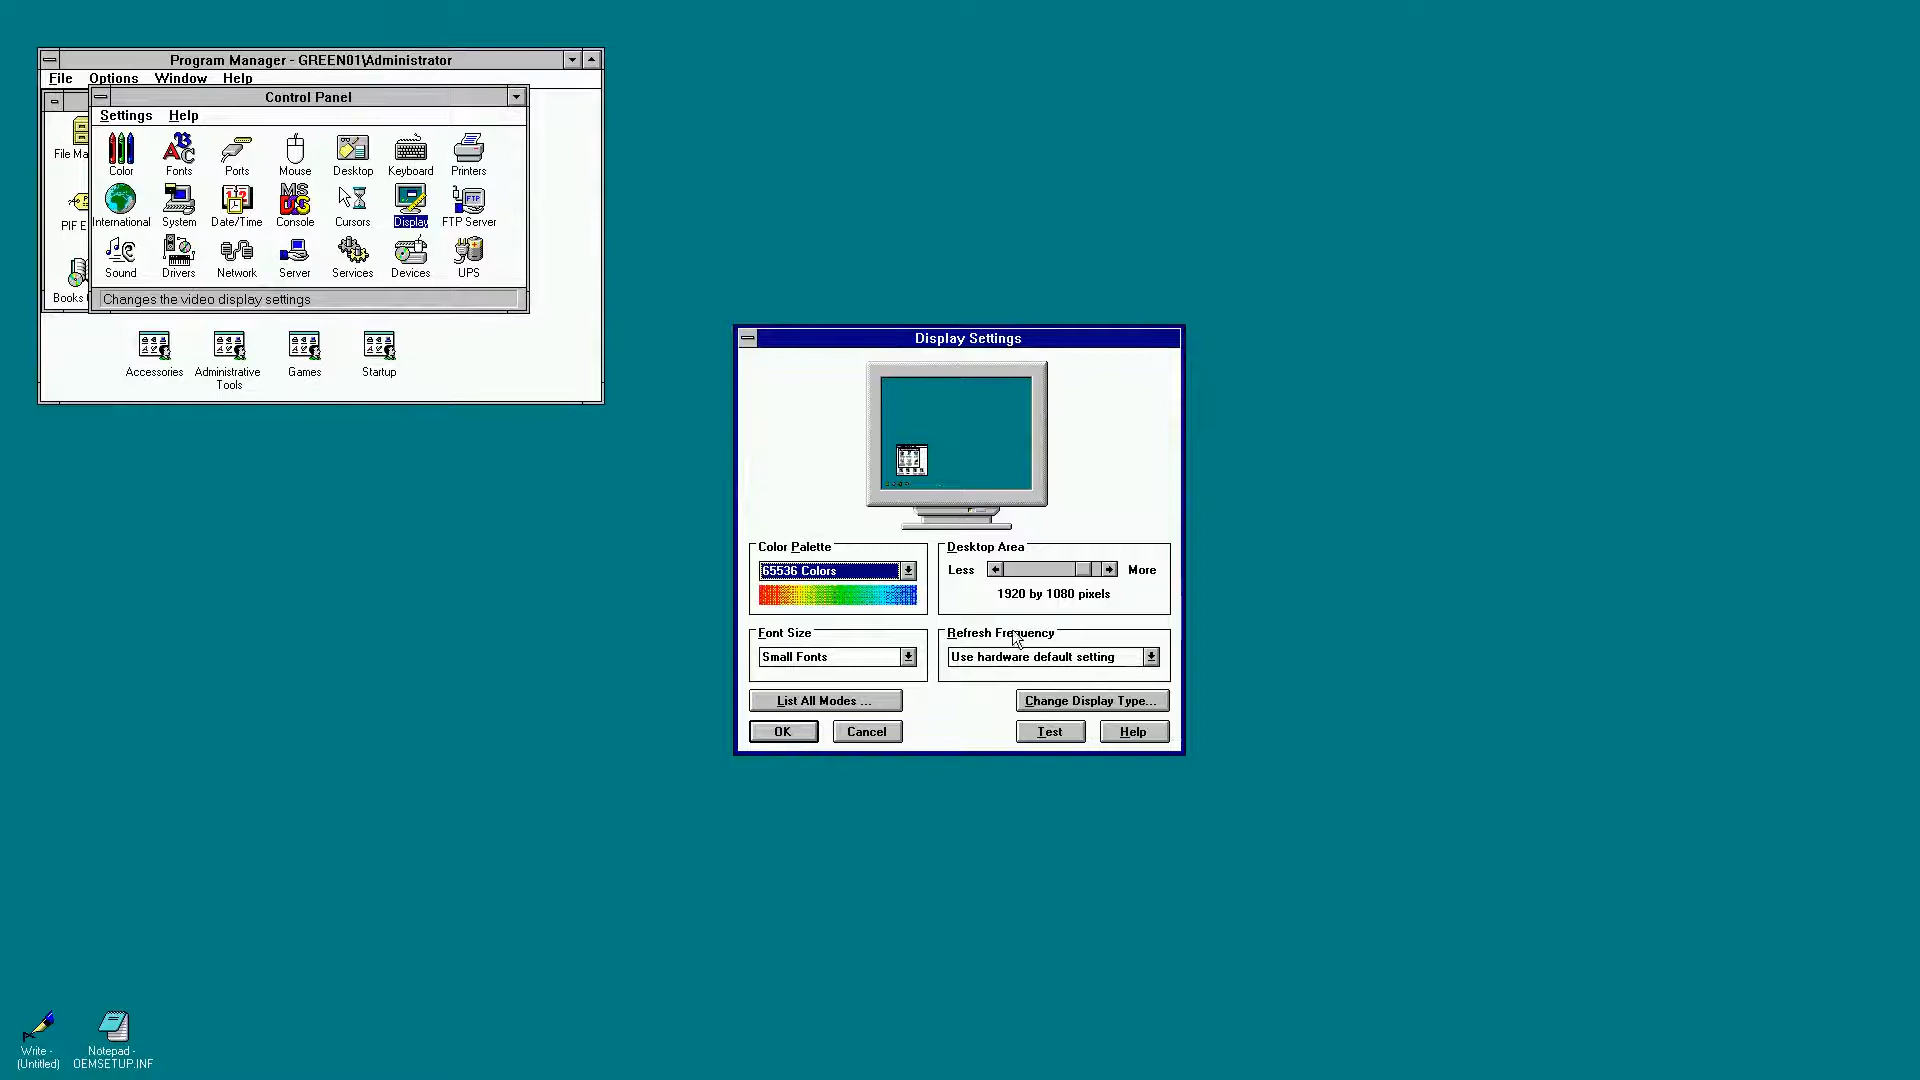 Program Manager - GREEN01\Administrator
File Options Window Help
Control Panel
Settings Help
Color Fonts Ports Mouse Desktop Keyboard Printers
International System Date/Time Console Cursors Display FTP Server
Sound Drivers Network Server Services Devices UPS
Changes the video display settings
File Ma
PIF E
Books
Accessories Administrative Tools Games Startup
Display Settings
Color Palette
65536 Colors
Desktop Area
Less More
1920 by 1080 pixels
Font Size
Small Fonts
Refresh Frequency
Use hardware default setting
List All Modes ... Change Display Type...
OK Cancel Test Help
Write -
(Untitled)
Notepad -
OEMSETUP.INF